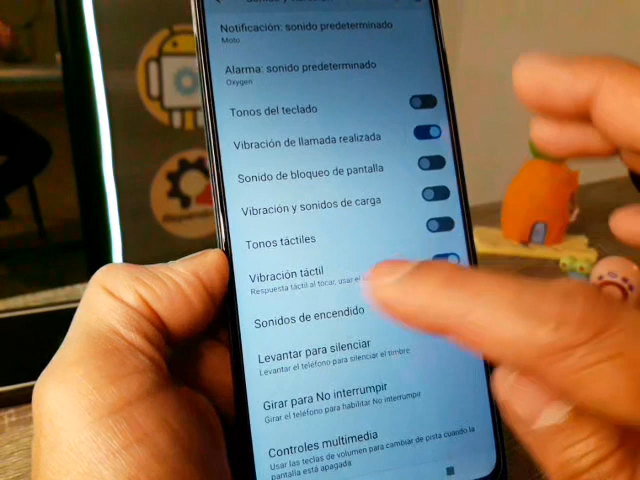 Notificación: sonido predeterminado
Moto
Alarma: sonido predeterminado
Oxygen
Tonos del teclado
Vibración de llamada realizada
Sonido de bloqueo de pantalla
Vibración y sonidos de carga
Tonos táctiles
Vibración táctil
Respuesta táctil al tocar, usar el
Sonidos de encendido
Levantar para silenciar
Levantar el teléfono para silenciar el timbre
Girar para No interrumpir
Girar el teléfono para habilitar No interrumpir
Controles multimedia
Usar las teclas de volumen para cambiar de pista cuando la
pantalla está apagada